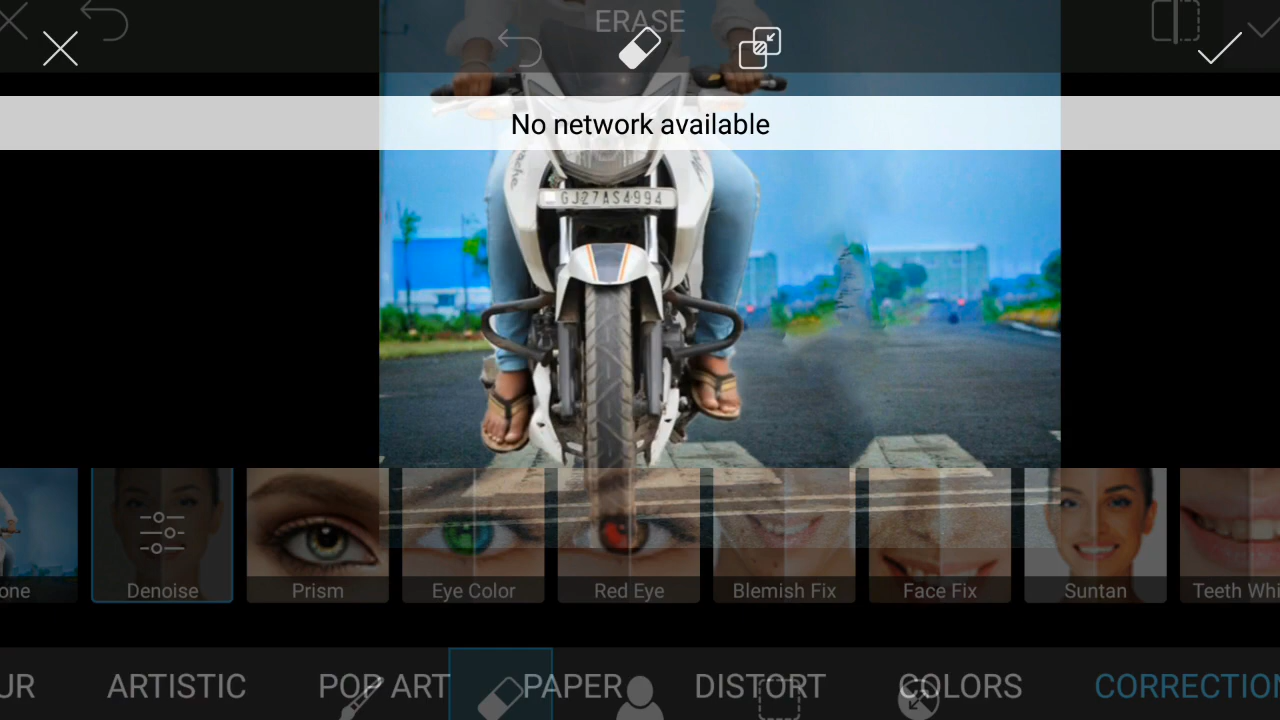 ERASE
No network available
GJ27AS4994
one
Denoise
Prism
Eye Color
Red Eye
Blemish Fix
Face Fix
Suntan
Teeth Whi
UR
ARTISTIC
POP ART
PAPER
DISTORT
COLORS
CORRECTION